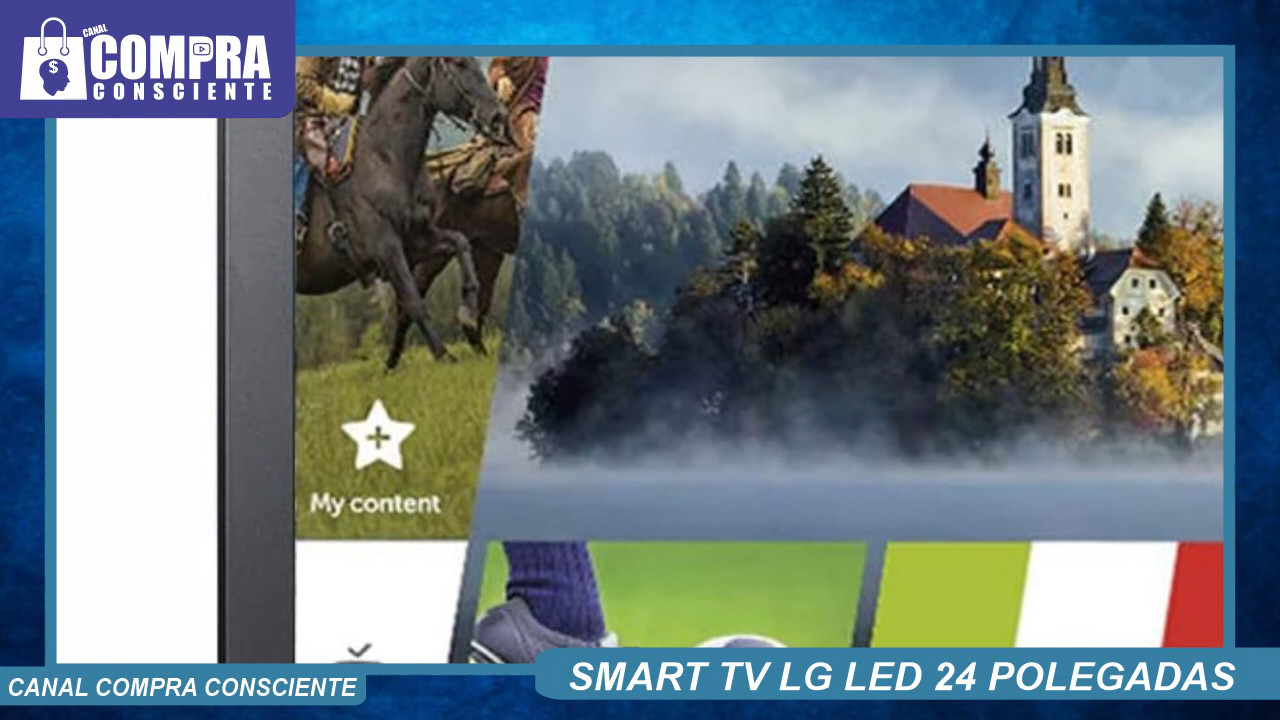 CANAL
COMPRA
CONSCIENTE
$
My content
CANAL COMPRA CONSCIENTE
SMART TV LG LED 24 POLEGADAS